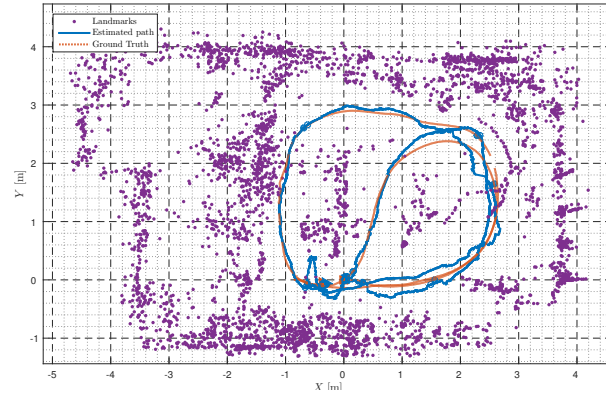 Landmarks
Estimated path
Ground Truth
4
3
2
1
0
-1
Y [m]
-5 -4 -3 -2 -1 0 1 2 3 4
X [m]